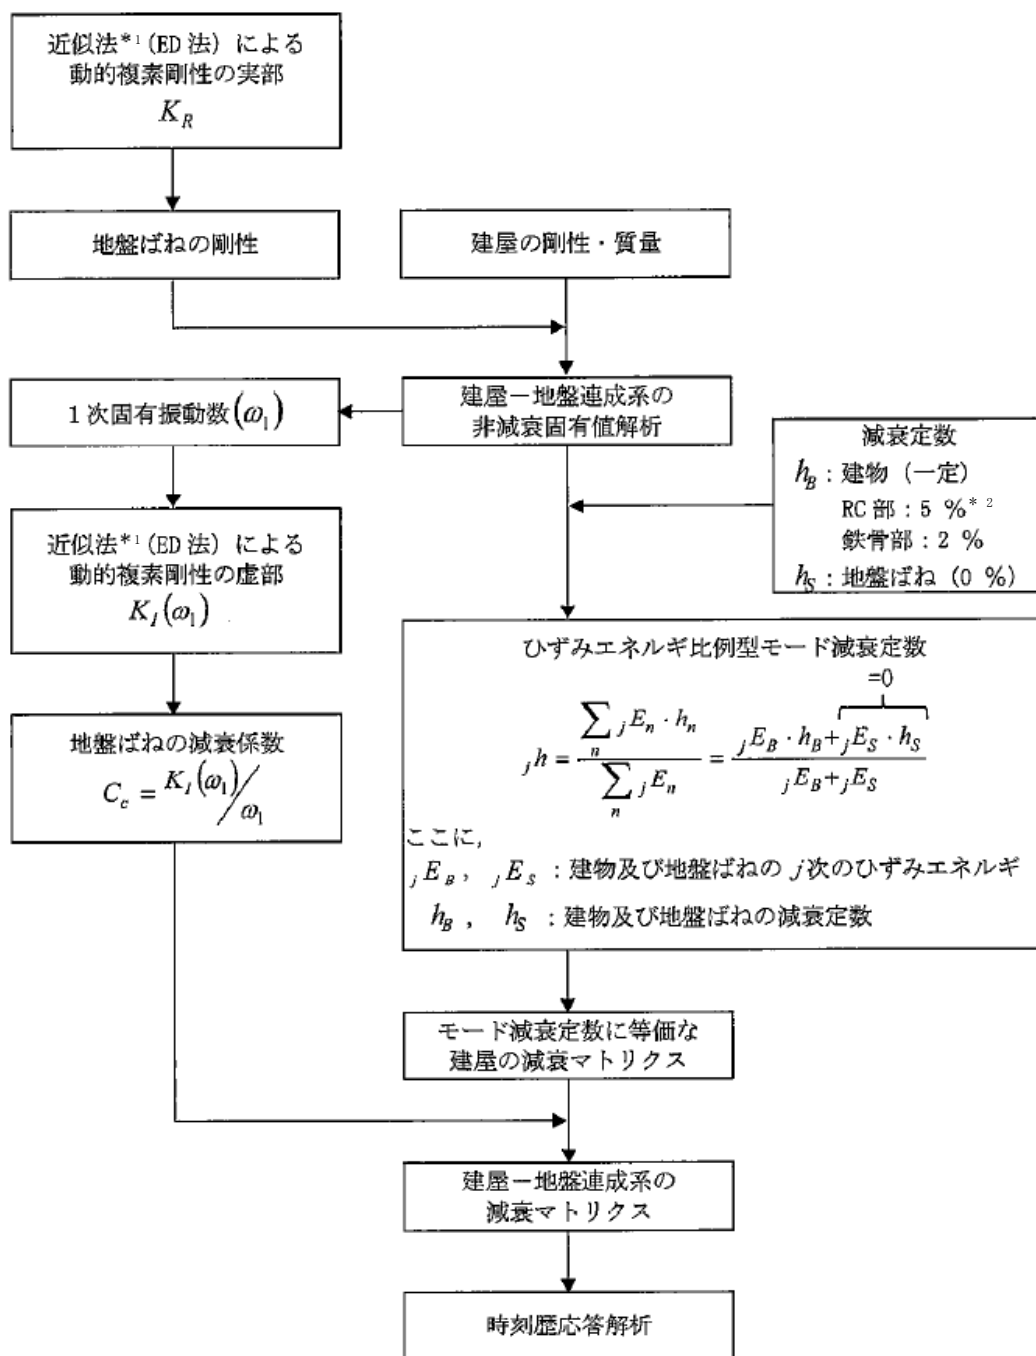 近似法*1(ED法)による
動的複素剛性の実部
K_R
地盤ばねの剛性
建屋の剛性・質量
建屋－地盤連成系の
非減衰固有値解析
1次固有振動数(ω_1)
減衰定数
h_B：建物 (一定)
RC部：5 %*2
鉄骨部：2 %
h_S：地盤ばね (0 %)
近似法*1(ED法)による
動的複素剛性の虚部
K_I(ω_1)
ひずみエネルギ比例型モード減衰定数
=0
_jh = \frac{\sum_n {}_jE_n · h_n}{\sum_n {}_jE_n} = \frac{{}_jE_B · h_B + {}_jE_S · h_S}{{}_jE_B + {}_jE_S}
ここに,
_jE_B, _jE_S：建物及び地盤ばねのj次のひずみエネルギ
h_B, h_S：建物及び地盤ばねの減衰定数
地盤ばねの減衰係数
C_c = K_I(ω_1)/ω_1
モード減衰定数に等価な
建屋の減衰マトリクス
建屋－地盤連成系の
減衰マトリクス
時刻歴応答解析